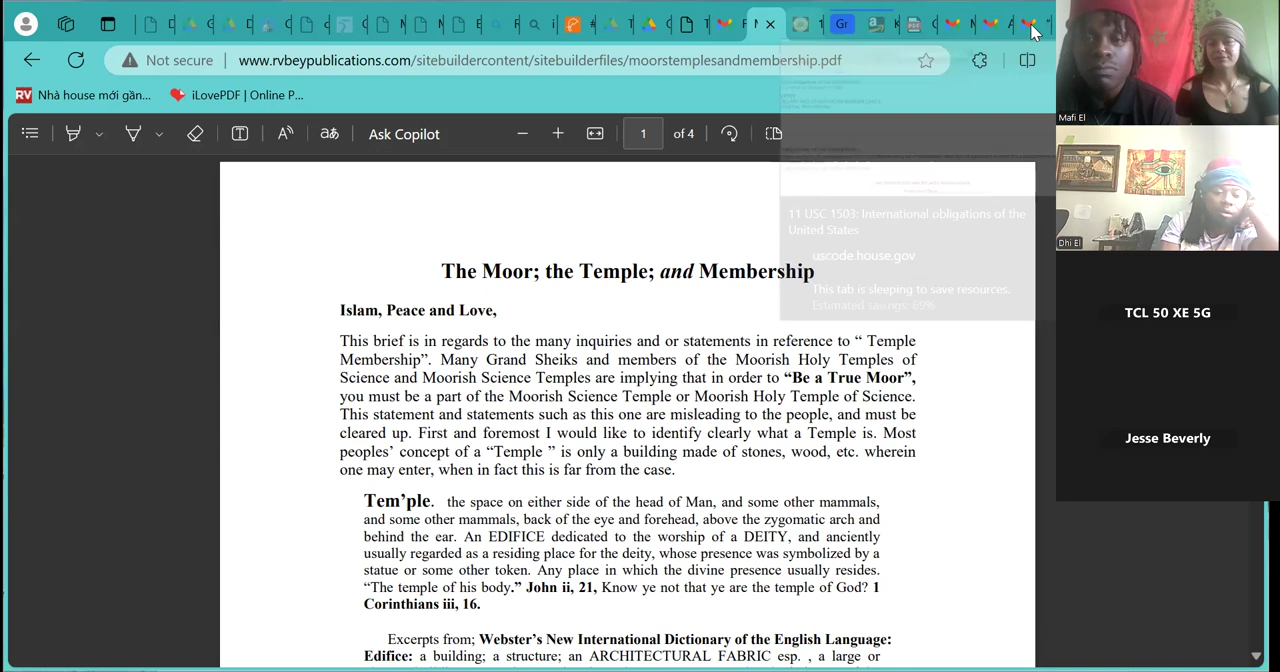 Not secure
www.rvbeypublications.com/sitebuildercontent/sitebuilderfiles/moorstemplesandmembership.pdf
Nhà house mới gần...
iLovePDF | Online P...
Ask Copilot
1 of 4
11 USC 1503: International obligations of the
United States
uscode.house.gov
This tab is sleeping to save resources.
Estimated savings: 69%
The Moor; the Temple; and Membership
Islam, Peace and Love,
This brief is in regards to the many inquiries and or statements in reference to “ Temple
Membership”. Many Grand Sheiks and members of the Moorish Holy Temples of
Science and Moorish Science Temples are implying that in order to “Be a True Moor”,
you must be a part of the Moorish Science Temple or Moorish Holy Temple of Science.
This statement and statements such as this one are misleading to the people, and must be
cleared up. First and foremost I would like to identify clearly what a Temple is. Most
peoples’ concept of a “Temple ” is only a building made of stones, wood, etc. wherein
one may enter, when in fact this is far from the case.
Tem’ple. the space on either side of the head of Man, and some other mammals,
and some other mammals, back of the eye and forehead, above the zygomatic arch and
behind the ear. An EDIFICE dedicated to the worship of a DEITY, and anciently
usually regarded as a residing place for the deity, whose presence was symbolized by a
statue or some other token. Any place in which the divine presence usually resides.
“The temple of his body.” John ii, 21, Know ye not that ye are the temple of God? 1
Corinthians iii, 16.
Excerpts from; Webster’s New International Dictionary of the English Language:
Edifice: a building; a structure; an ARCHITECTURAL FABRIC esp. , a large or
Mafi El
Dhi El
TCL 50 XE 5G
Jesse Beverly